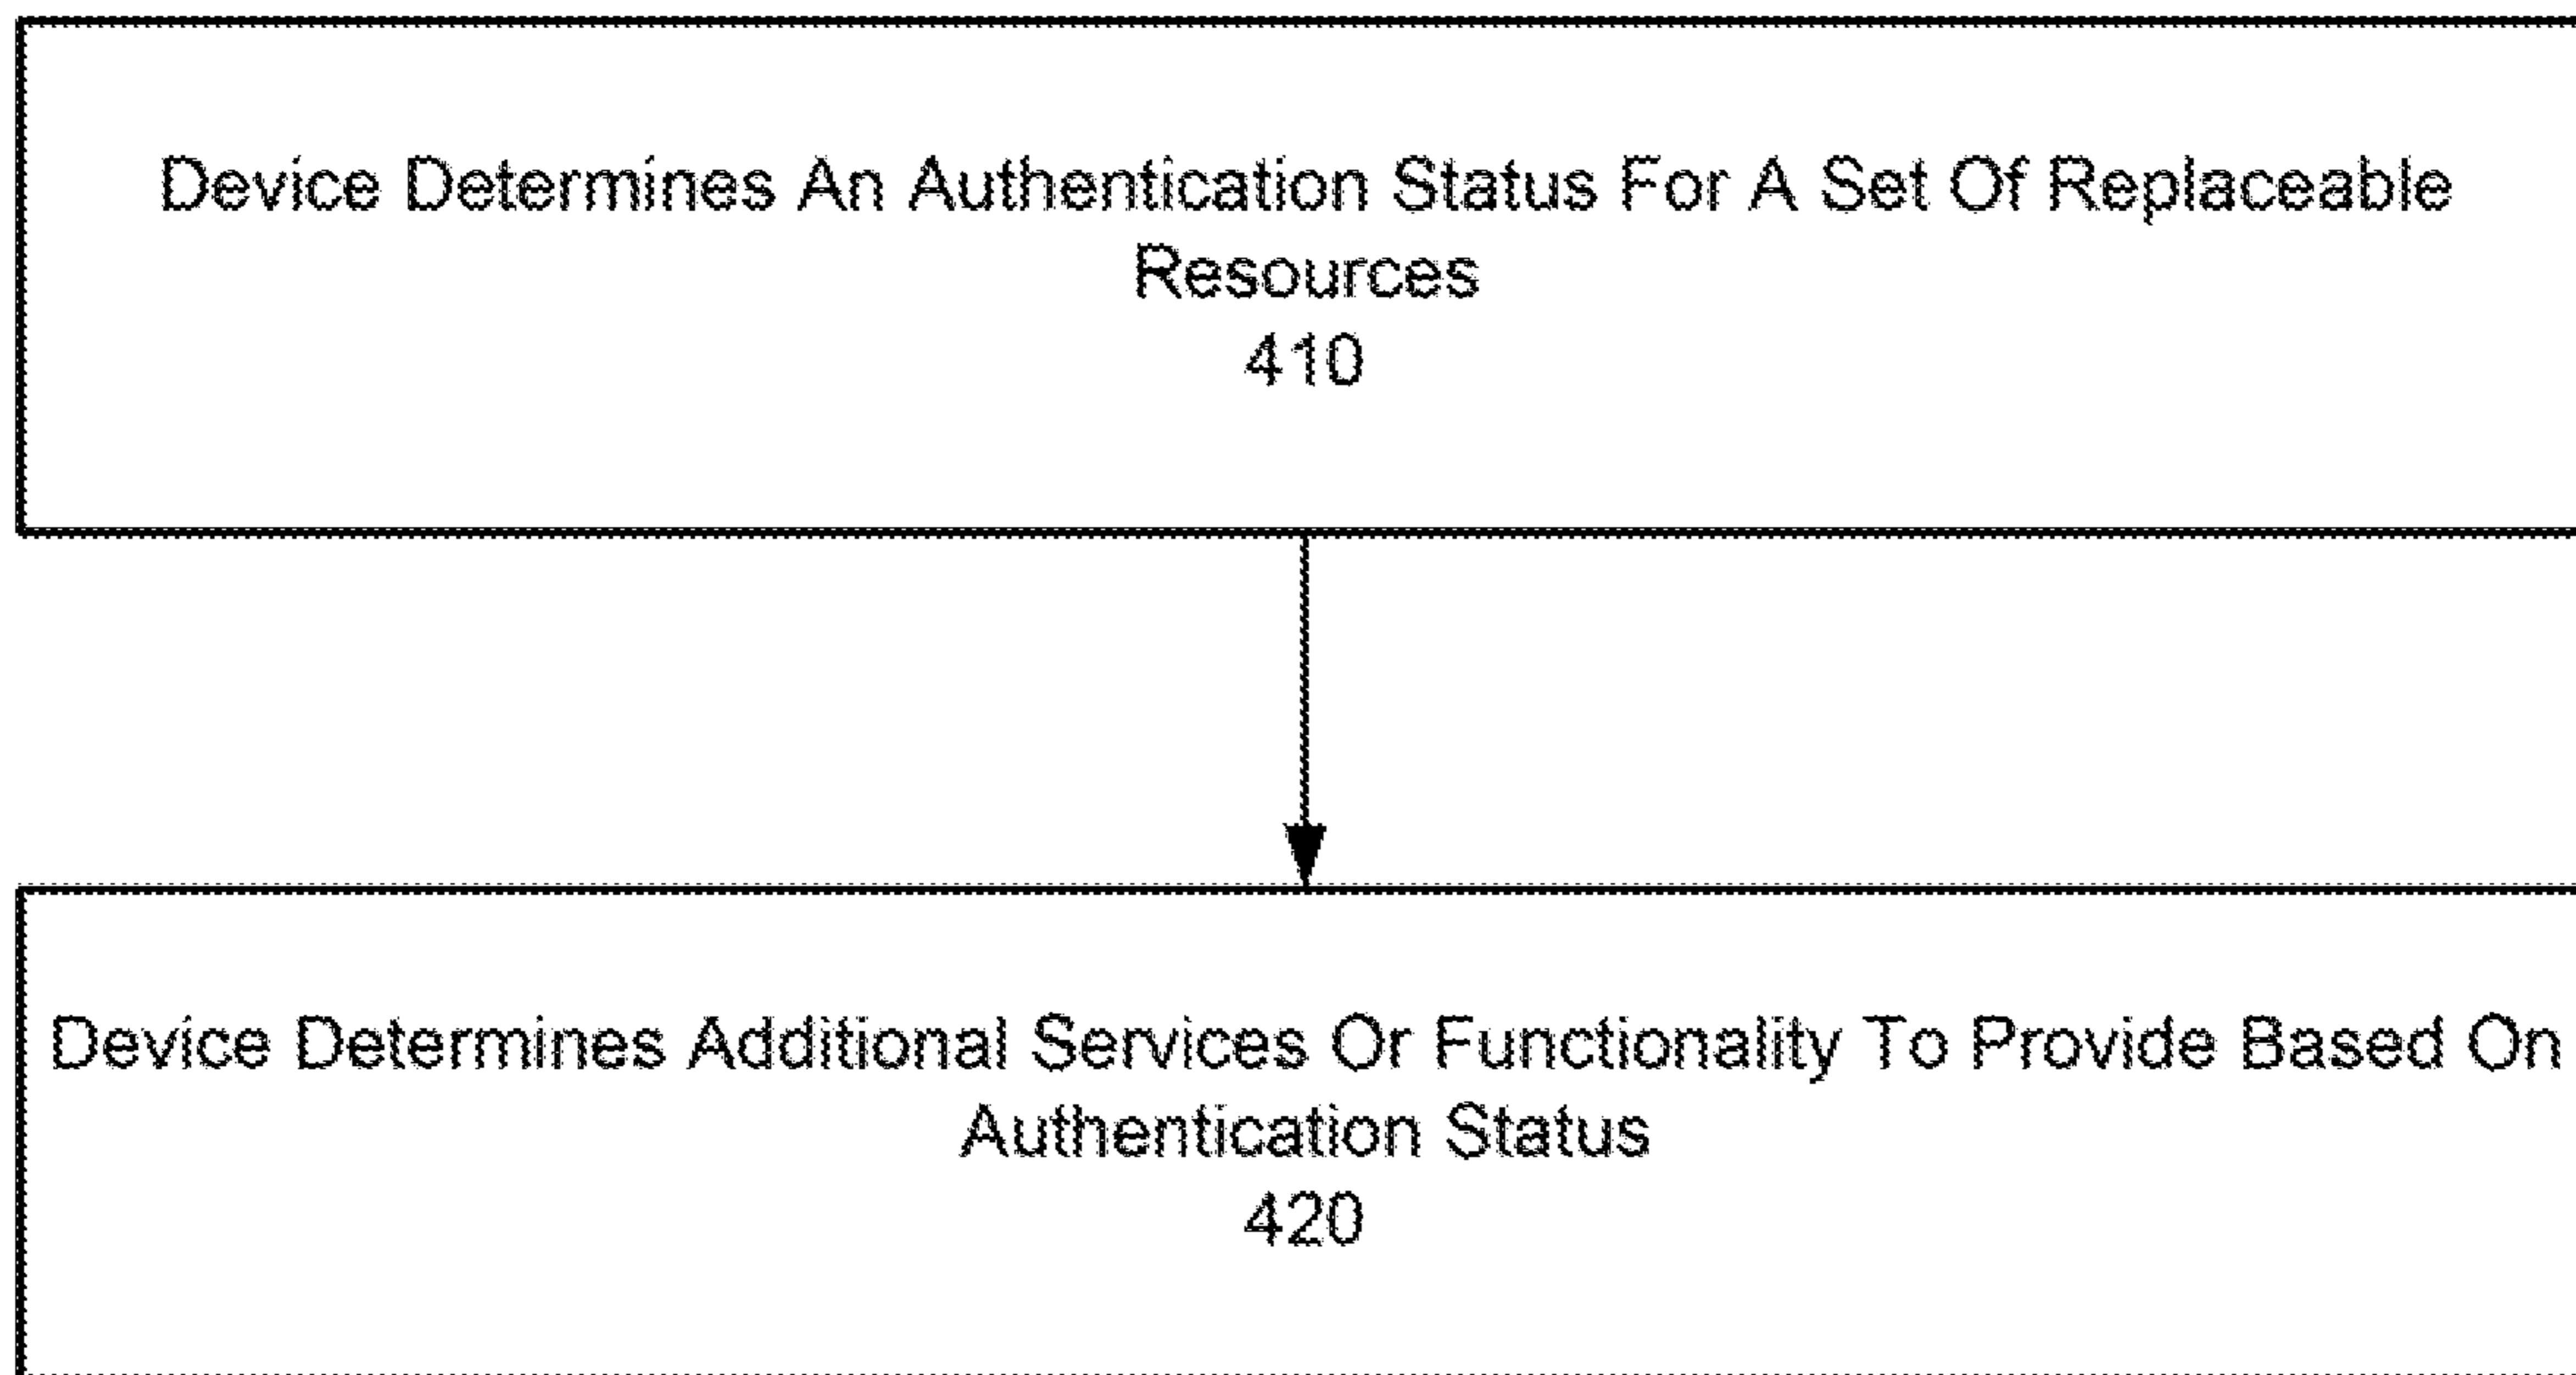 Device Determines An Authentication Status For A Set Of Replaceable
Resources
410
Device Determines Additional Services Or Functionality To Provide Based On
Authentication Status
420